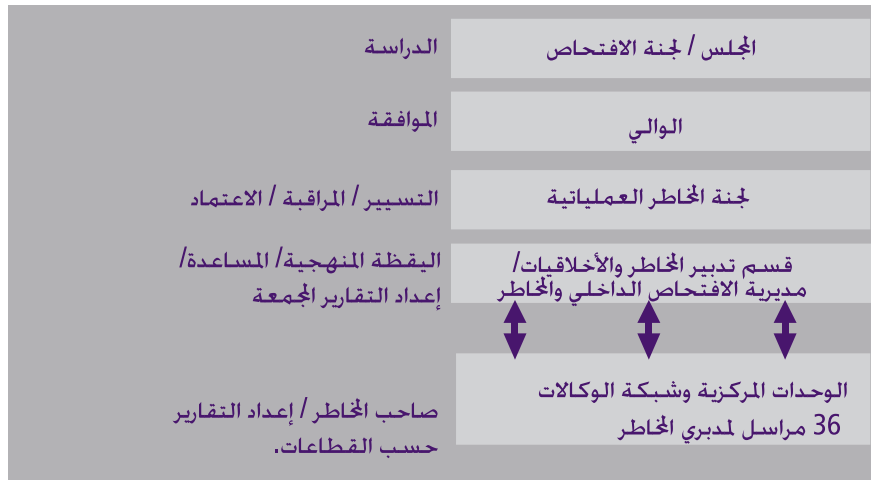 المجلس / لجنة الافتحاص
الدراسة
الوالي
الموافقة
لجنة المخاطر العملياتية
التسيير / المراقبة / الاعتماد
قسم تدبير المخاطر والأخلاقيات/
مديرية الافتحاص الداخلي والمخاطر
اليقظة المنهجية/ المساعدة/
إعداد التقارير المجمعة
الوحدات المركزية وشبكة الوكالات
36 مراسل لمدبري المخاطر
صاحب المخاطر / إعداد التقارير
حسب القطاعات.